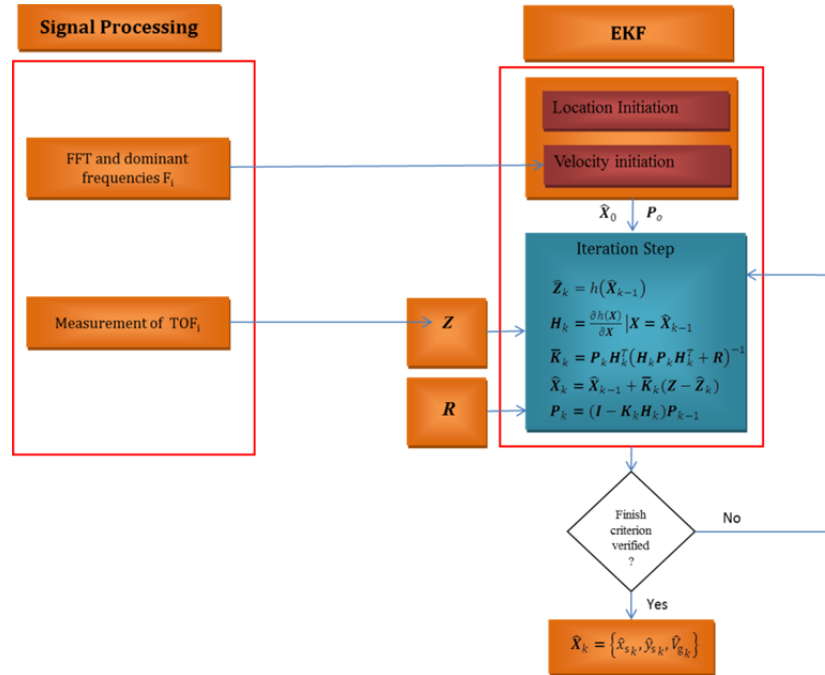 Signal Processing
FFT and dominant
frequencies Fᵢ
Measurement of TOFᵢ
EKF
Location Initiation
Velocity initiation
X̂₀ Pₒ
Iteration Step
Ẑₖ = h(X̂ₖ₋₁)
Hₖ = ∂h(X)/∂X |X = X̂ₖ₋₁
K̅ₖ = PₖHₖᵀ(HₖPₖHₖᵀ + R)⁻¹
X̂ₖ = X̂ₖ₋₁ + K̅ₖ(Z − Ẑₖ)
Pₖ = (I − KₖHₖ)Pₖ₋₁
Z
R
Finish
criterion
verified
?
No
Yes
X̂ₖ = {x̂ₛₖ, ŷₛₖ, V̂gₖ}